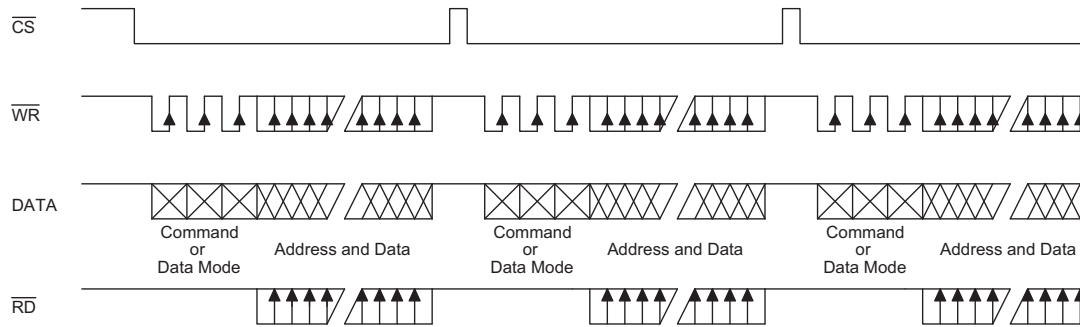 CS
WR
DATA
Command
or
Data Mode
Address and Data
Command
or
Data Mode
Address and Data
Command
or
Data Mode
Address and Data
RD